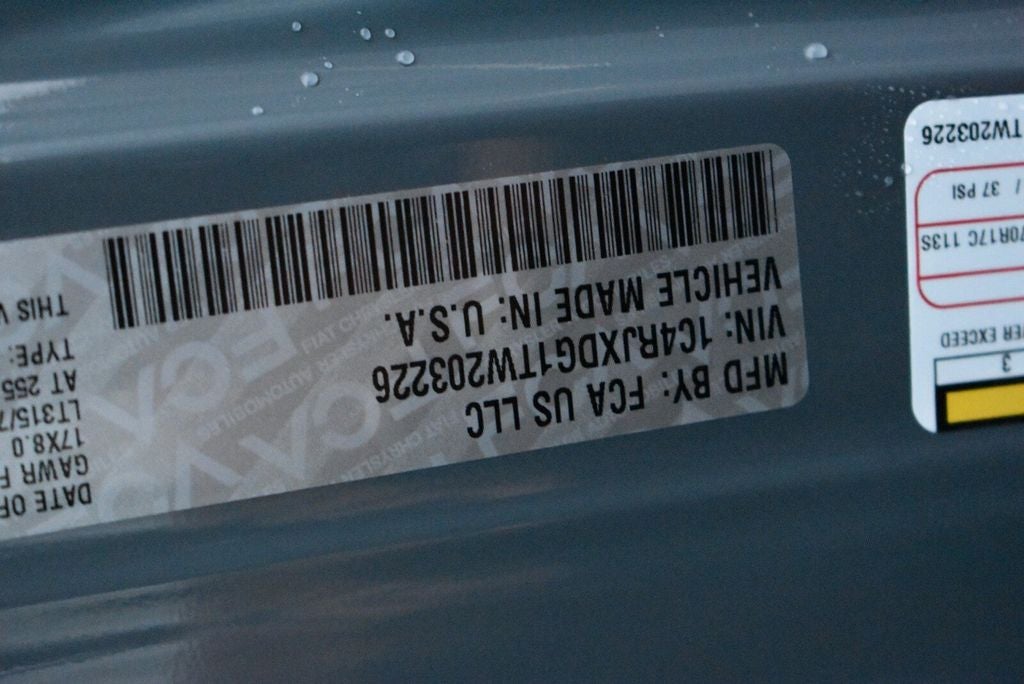 MFD BY: FCA US LLC
VIN: 1C4RJXDG1TW203226
VEHICLE MADE IN: U.S.A.
DATE OF
GAWR F
17X8.0
LT315/7
AT 255
TYPE:
THIS V
3
ER EXCEED
70R17C 113S
/ 37 PSI
TW203226